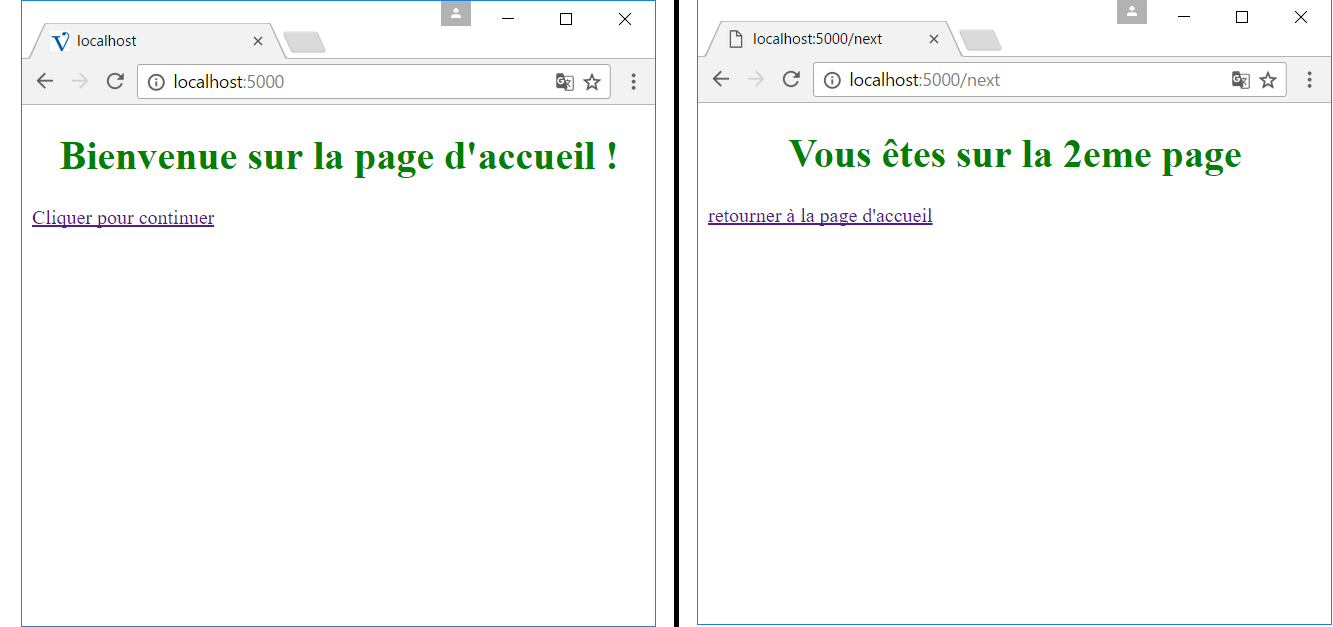 localhost
localhost:5000
Bienvenue sur la page d'accueil !
Cliquer pour continuer
localhost:5000/next
localhost:5000/next
Vous êtes sur la 2eme page
retourner à la page d'accueil